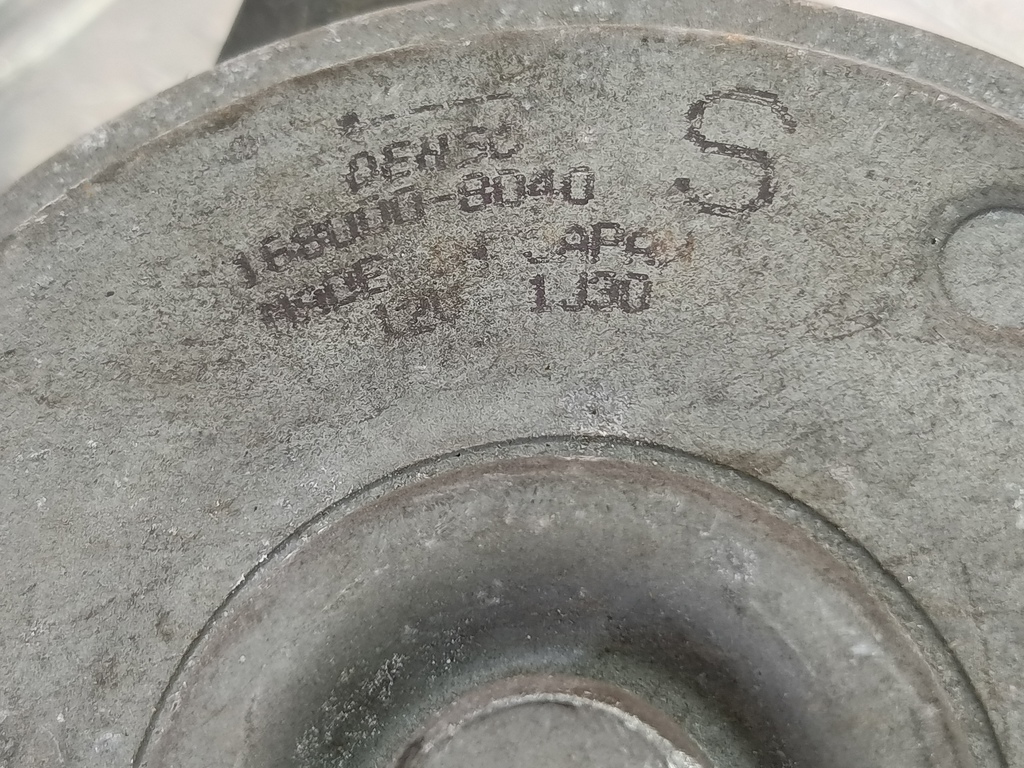 DENSO
S
168000-8040
MADE IN JAPAN
12V 1J30